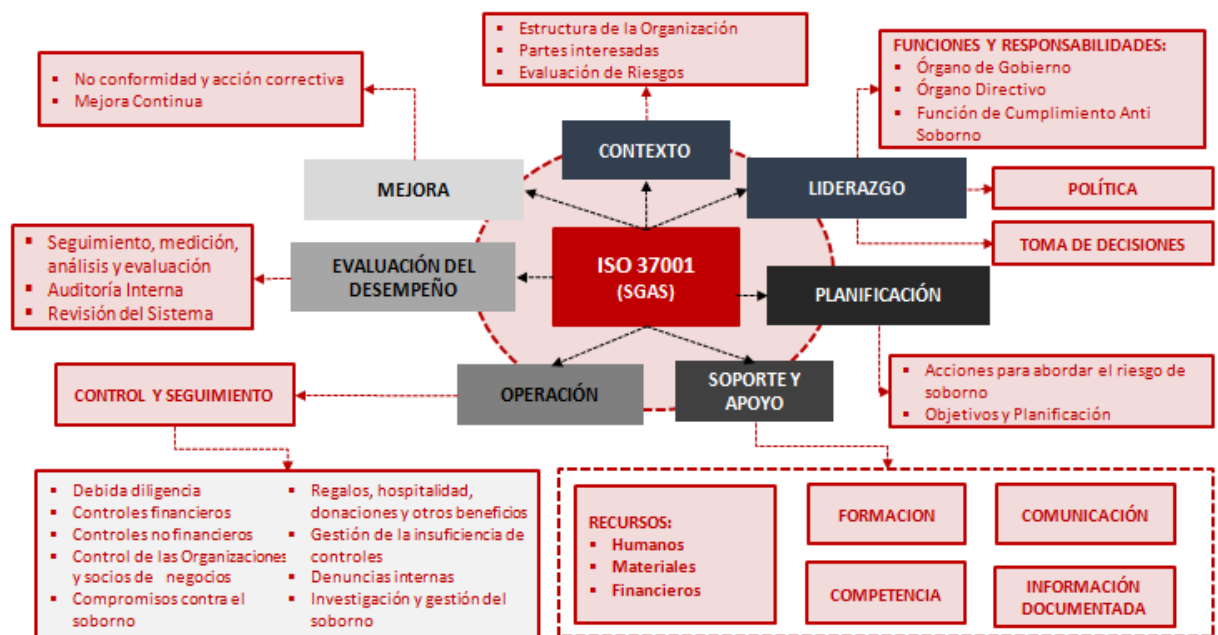 ▪ Estructura de la Organización
▪ Partes interesadas
▪ Evaluación de Riesgos
FUNCIONES Y RESPONSABILIDADES:
▪ Órgano de Gobierno
▪ Órgano Directivo
▪ Función de Cumplimiento Anti
Soborno
▪ No conformidad y acción correctiva
▪ Mejora Continua
CONTEXTO
MEJORA
LIDERAZGO
POLÍTICA
TOMA DE DECISIONES
▪ Seguimiento, medición,
análisis y evaluación
▪ Auditoría Interna
▪ Revisión del Sistema
EVALUACIÓN DEL
DESEMPEÑO
ISO 37001
(SGAS)
PLANIFICACIÓN
▪ Acciones para abordar el riesgo de
soborno
▪ Objetivos y Planificación
CONTROL Y SEGUIMIENTO
OPERACIÓN
SOPORTE Y
APOYO
▪ Debida diligencia
▪ Controles financieros
▪ Controles no financieros
▪ Control de las Organizaciones
y socios de negocios
▪ Compromisos contra el
soborno
▪ Regalos, hospitalidad,
donaciones y otros beneficios
▪ Gestión de la insuficiencia de
controles
▪ Denuncias internas
▪ Investigación y gestión del
soborno
RECURSOS:
▪ Humanos
▪ Materiales
▪ Financieros
FORMACION
COMUNICACIÓN
COMPETENCIA
INFORMACIÓN
DOCUMENTADA